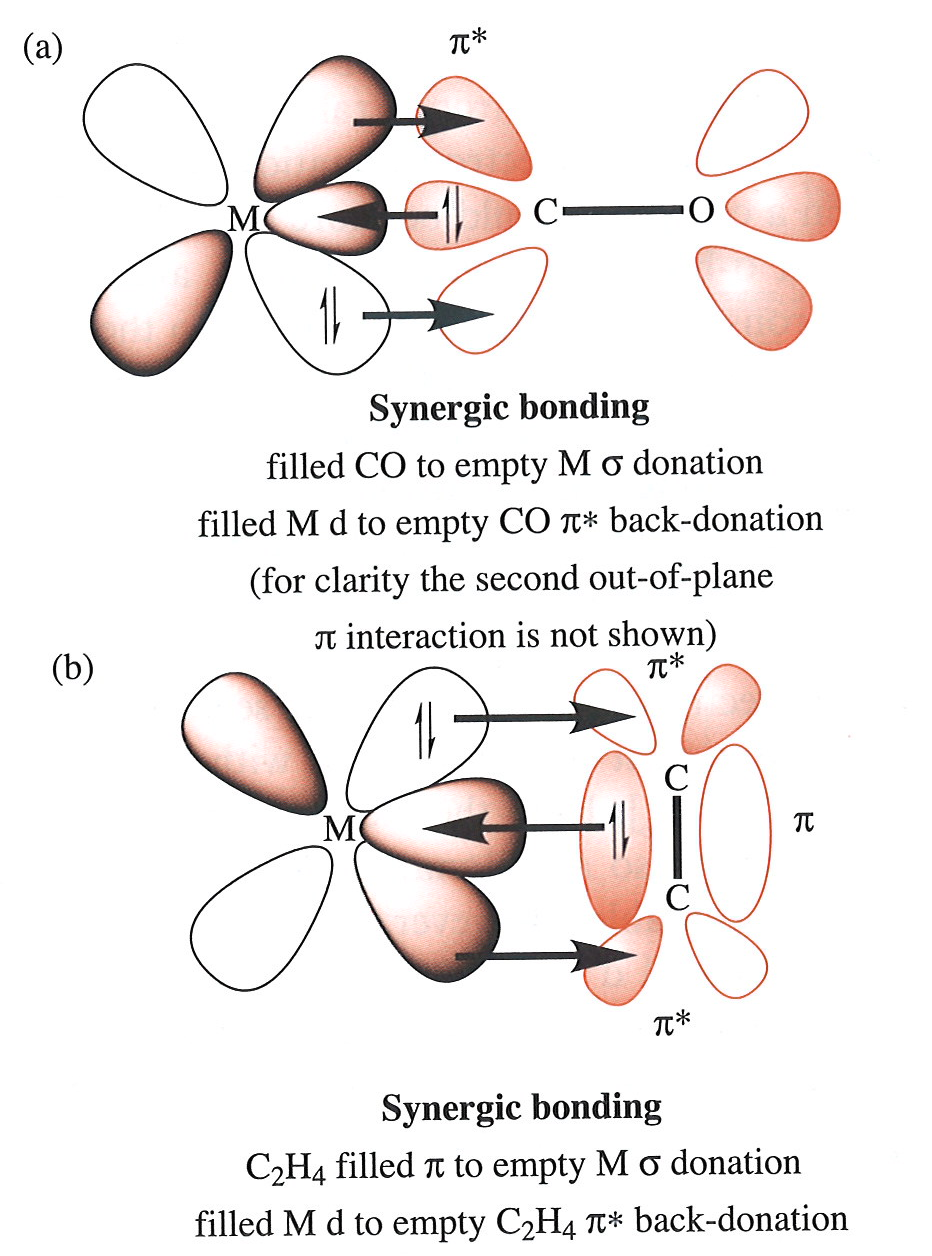 (a)
π*
M
C
O
⥮
⥮
Synergic bonding
filled CO to empty M σ donation
filled M d to empty CO π* back-donation
(for clarity the second out-of-plane
π interaction is not shown)
(b)
π*
⥮
C
M
⥮
π
C
π*
Synergic bonding
C₂H₄ filled π to empty M σ donation
filled M d to empty C₂H₄ π* back-donation